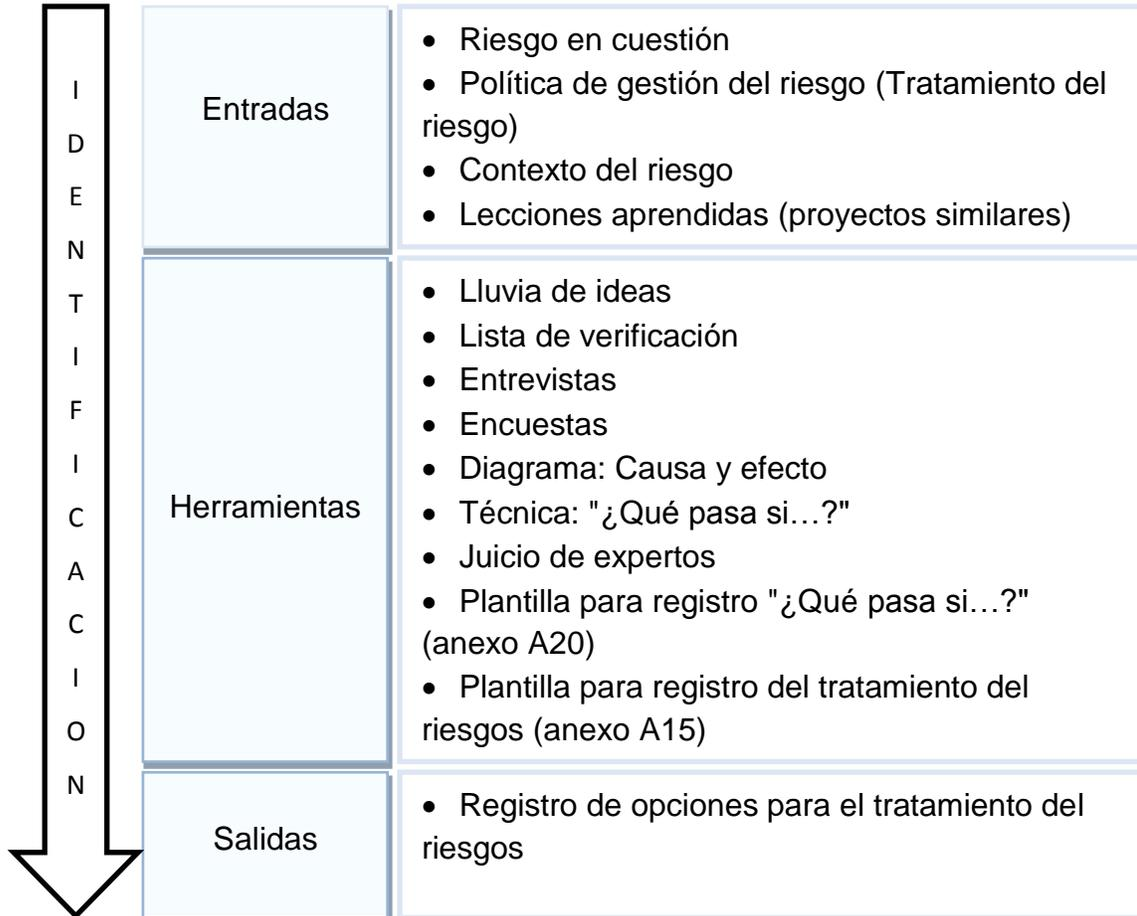 IDENTIFICACION
Entradas
• Riesgo en cuestión
• Política de gestión del riesgo (Tratamiento del
riesgo)
• Contexto del riesgo
• Lecciones aprendidas (proyectos similares)
Herramientas
• Lluvia de ideas
• Lista de verificación
• Entrevistas
• Encuestas
• Diagrama: Causa y efecto
• Técnica: "¿Qué pasa si…?"
• Juicio de expertos
• Plantilla para registro "¿Qué pasa si…?"
(anexo A20)
• Plantilla para registro del tratamiento del
riesgos (anexo A15)
Salidas
• Registro de opciones para el tratamiento del
riesgos